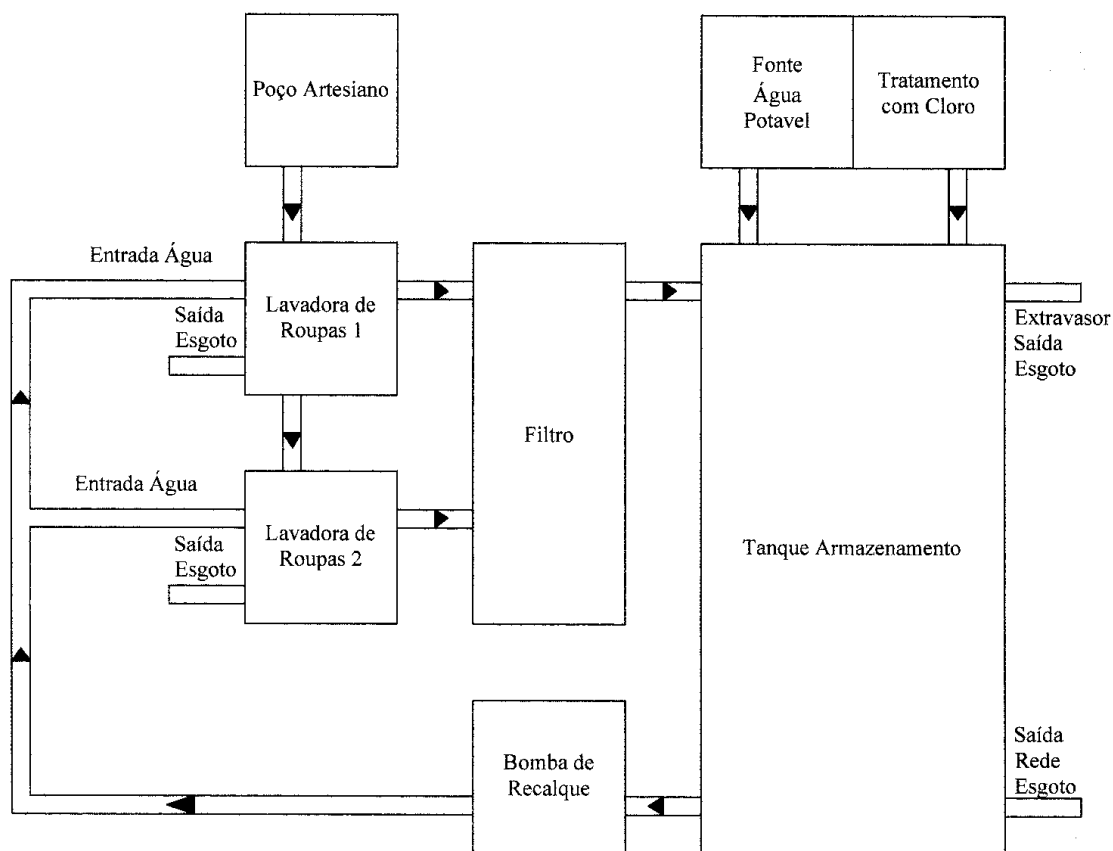 Poço Artesiano
Fonte
Água
Potavel
Tratamento
com Cloro
Entrada Água
Lavadora de
Roupas 1
Saída
Esgoto
Extravasor
Saída
Esgoto
Filtro
Entrada Água
Lavadora de
Roupas 2
Saída
Esgoto
Tanque Armazenamento
Bomba de
Recalque
Saída
Rede
Esgoto